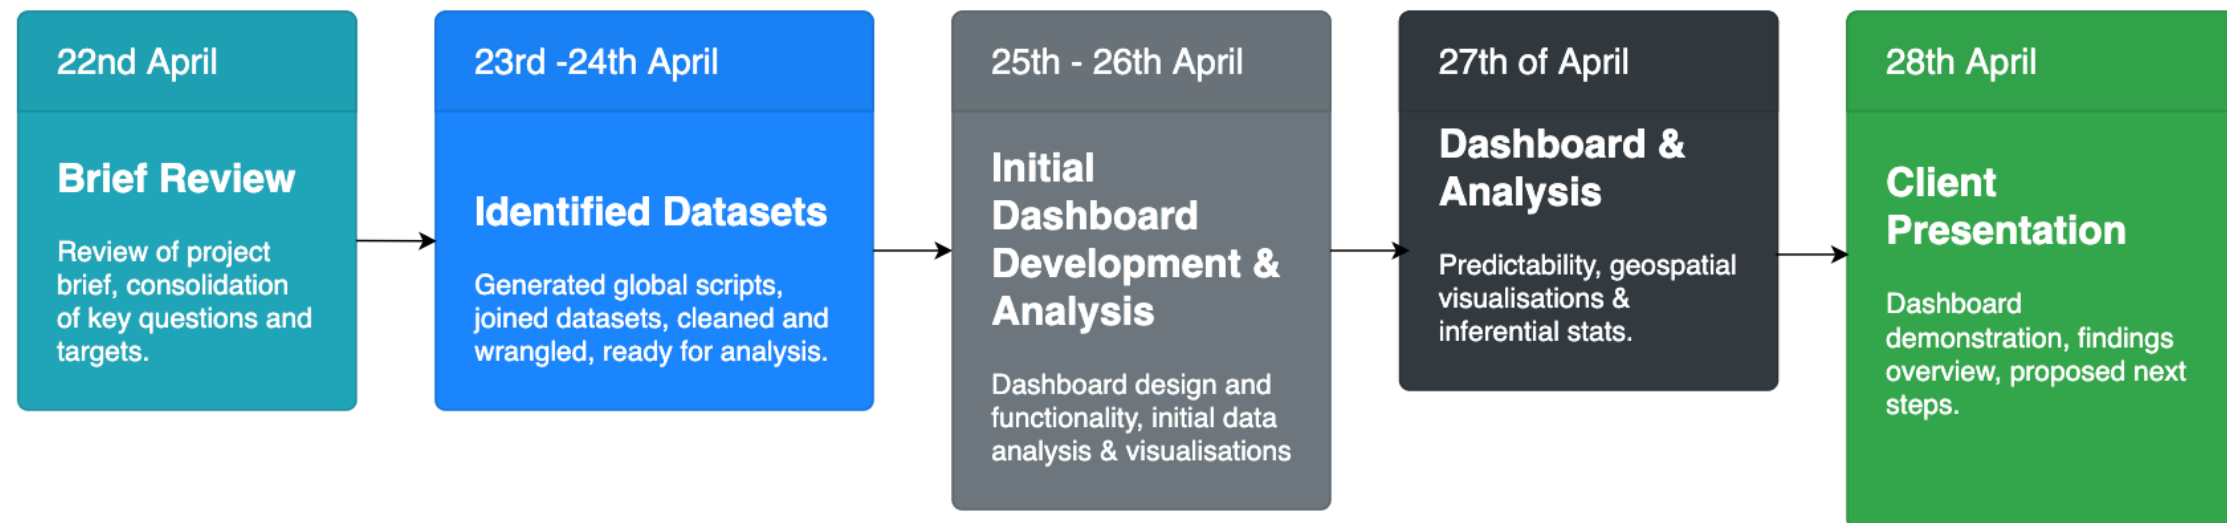 22nd April
Brief Review
Review of project
brief, consolidation
of key questions and
targets.
23rd -24th April
Identified Datasets
Generated global scripts,
joined datasets, cleaned and
wrangled, ready for analysis.
25th - 26th April
Initial
Dashboard
Development &
Analysis
Dashboard design and
functionality, initial data
analysis & visualisations
27th of April
Dashboard &
Analysis
Predictability, geospatial
visualisations &
inferential stats.
28th April
Client
Presentation
Dashboard
demonstration, findings
overview, proposed next
steps.